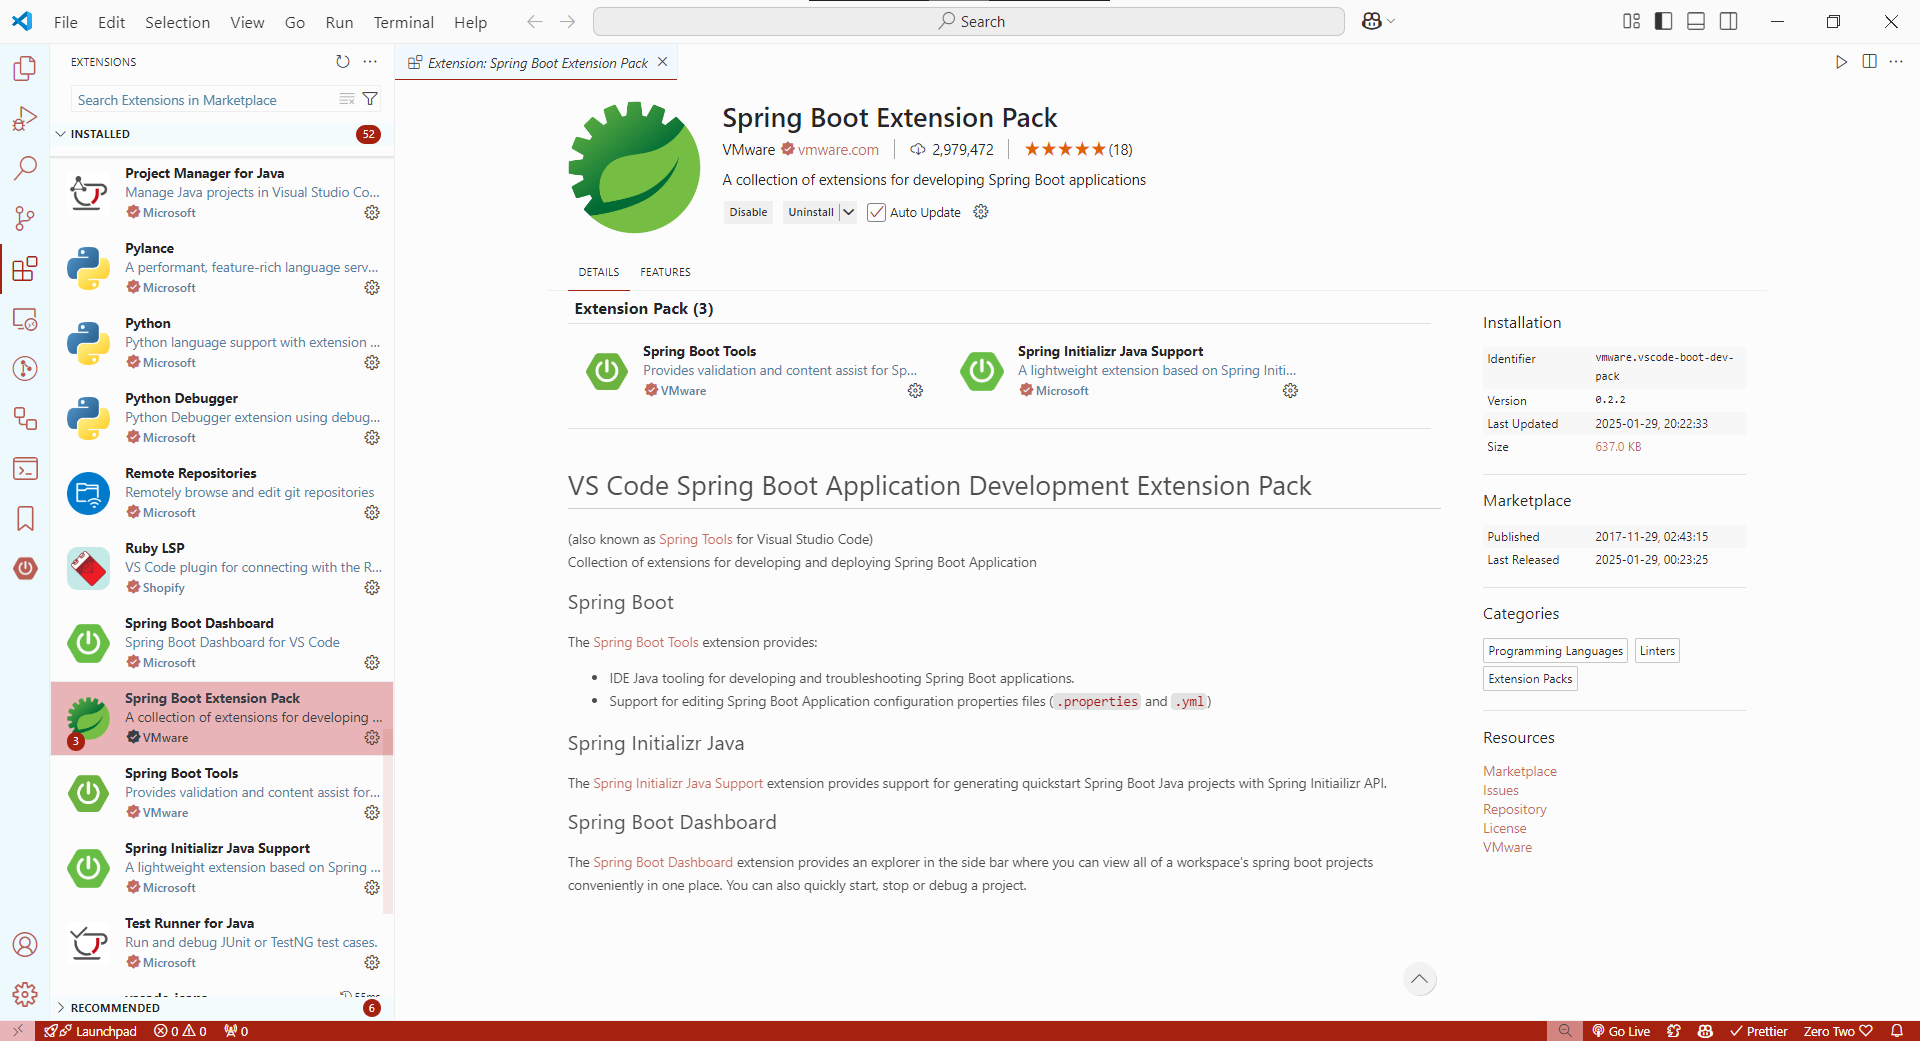 File Edit Selection View Go Run Terminal Help
Search
EXTENSIONS
Search Extensions in Marketplace
INSTALLED 52
Project Manager for Java
Manage Java projects in Visual Studio Co...
Microsoft
Pylance
A performant, feature-rich language serv...
Microsoft
Python
Python language support with extension ...
Microsoft
Python Debugger
Python Debugger extension using debug...
Microsoft
Remote Repositories
Remotely browse and edit git repositories
Microsoft
Ruby LSP
VS Code plugin for connecting with the R...
Shopify
Spring Boot Dashboard
Spring Boot Dashboard for VS Code
Microsoft
Spring Boot Extension Pack
A collection of extensions for developing ...
VMware
3
Spring Boot Tools
Provides validation and content assist for...
VMware
Spring Initializr Java Support
A lightweight extension based on Spring ...
Microsoft
Test Runner for Java
Run and debug JUnit or TestNG test cases.
Microsoft
55ms
RECOMMENDED 6
Extension: Spring Boot Extension Pack
Spring Boot Extension Pack
VMware vmware.com 2,979,472 (18)
A collection of extensions for developing Spring Boot applications
Disable Uninstall Auto Update
DETAILS FEATURES
Extension Pack (3)
Spring Boot Tools
Provides validation and content assist for Sp...
VMware
Spring Initializr Java Support
A lightweight extension based on Spring Initi...
Microsoft
VS Code Spring Boot Application Development Extension Pack
(also known as Spring Tools for Visual Studio Code)
Collection of extensions for developing and deploying Spring Boot Application
Spring Boot
The Spring Boot Tools extension provides:
• IDE Java tooling for developing and troubleshooting Spring Boot applications.
• Support for editing Spring Boot Application configuration properties files (.properties and .yml)
Spring Initializr Java
The Spring Initializr Java Support extension provides support for generating quickstart Spring Boot Java projects with Spring Initiailizr API.
Spring Boot Dashboard
The Spring Boot Dashboard extension provides an explorer in the side bar where you can view all of a workspace's spring boot projects
conveniently in one place. You can also quickly start, stop or debug a project.
Installation
Identifier vmware.vscode-boot-dev-
pack
Version 0.2.2
Last Updated 2025-01-29, 20:22:33
Size 637.0 KB
Marketplace
Published 2017-11-29, 02:43:15
Last Released 2025-01-29, 00:23:25
Categories
Programming Languages Linters
Extension Packs
Resources
Marketplace
Issues
Repository
License
VMware
Launchpad 0 0 0 Go Live Prettier Zero Two